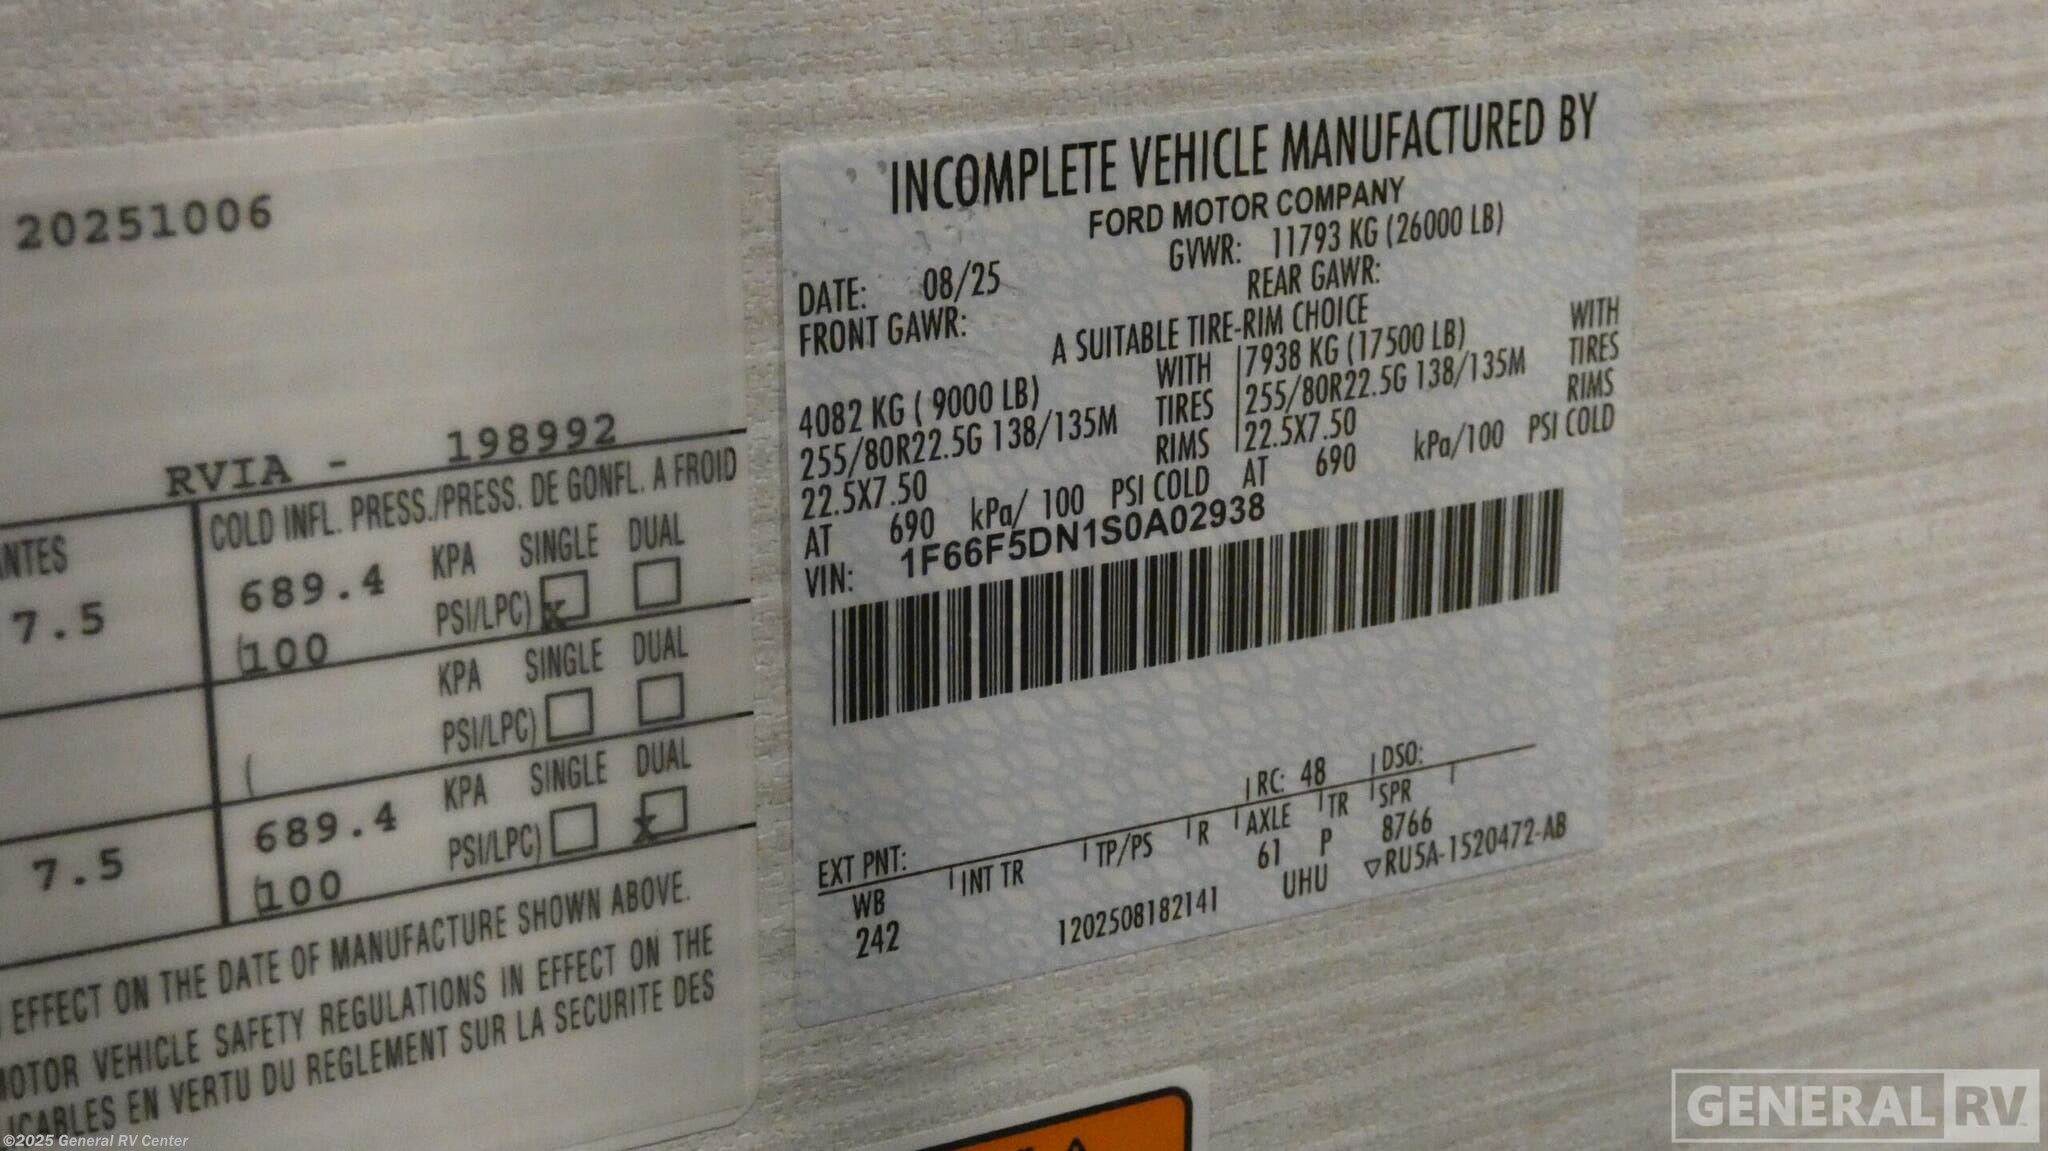 20251006
RVIA - 198992
COLD INFL. PRESS./PRESS. DE GONFL. A FROID
NTES
7.5
689.4 KPA SINGLE DUAL
(100 PSI/LPC) X
KPA SINGLE DUAL
( PSI/LPC)
7.5
689.4 KPA SINGLE DUAL
(100 PSI/LPC) X
EFFECT ON THE DATE OF MANUFACTURE SHOWN ABOVE.
MOTOR VEHICLE SAFETY REGULATIONS IN EFFECT ON THE
ICABLES EN VERTU DU REGLEMENT SUR LA SECURITE DES
INCOMPLETE VEHICLE MANUFACTURED BY
FORD MOTOR COMPANY
DATE: 08/25 GVWR: 11793 KG (26000 LB)
FRONT GAWR: REAR GAWR:
A SUITABLE TIRE-RIM CHOICE
4082 KG ( 9000 LB) WITH 7938 KG (17500 LB) WITH
255/80R22.5G 138/135M TIRES 255/80R22.5G 138/135M TIRES
22.5X7.50 RIMS 22.5X7.50 RIMS
AT 690 kPa/ 100 PSI COLD AT 690 kPa/100 PSI COLD
VIN: 1F66F5DN1S0A02938
RC: 48 DSO:
EXT PNT:
WB INT TR TP/PS R AXLE TR SPR
242 61 P 8766
1202508182141 UHU ▽RU5A-1520472-AB
©2025 General RV Center
GENERAL RV